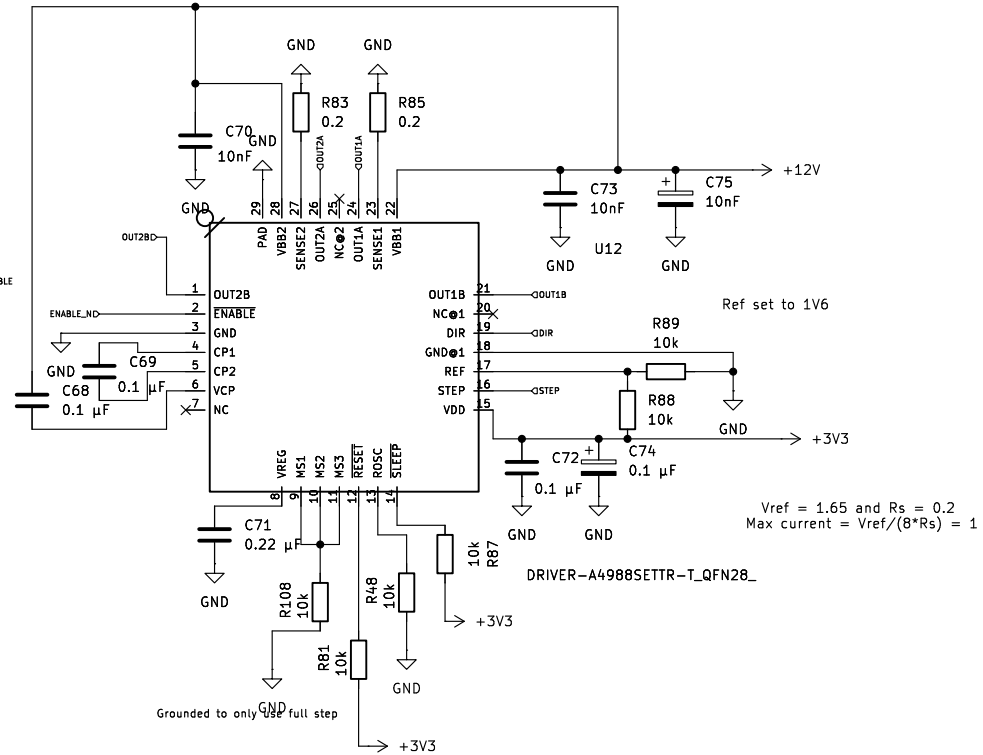 GND
GND
R83
0.2
R85
0.2
C70
10nF
GND
OUT2A
OUT1A
GND
C73
10nF
C75
10nF
+
+12V
GND
GND
U12
29
28
27
26
25
24
23
22
PAD
VBB2
SENSE2
OUT2A
NC@2
OUT1A
SENSE1
VBB1
OUT2B
BLE
ENABLE_N
1
2
3
4
5
6
7
OUT2B
ENABLE
GND
CP1
CP2
VCP
NC
OUT1B
NC@1
DIR
GND@1
REF
STEP
VDD
21
20
19
18
17
16
15
OUT1B
DIR
STEP
Ref set to 1V6
R89
10k
R88
10k
GND
GND
C69
0.1 µF
C68
0.1 µF
+3V3
C72
0.1 µF
+
C74
0.1 µF
GND
GND
VREG
MS1
MS2
MS3
RESET
ROSC
SLEEP
8
9
10
11
12
13
14
Vref = 1.65 and Rs = 0.2
Max current = Vref/(8*Rs) = 1
C71
0.22 µF
GND
R87
10k
DRIVER-A4988SETTR-T_QFN28_
R108
10k
R48
10k
+3V3
R81
10k
GND
GND
Grounded to only use full step
+3V3